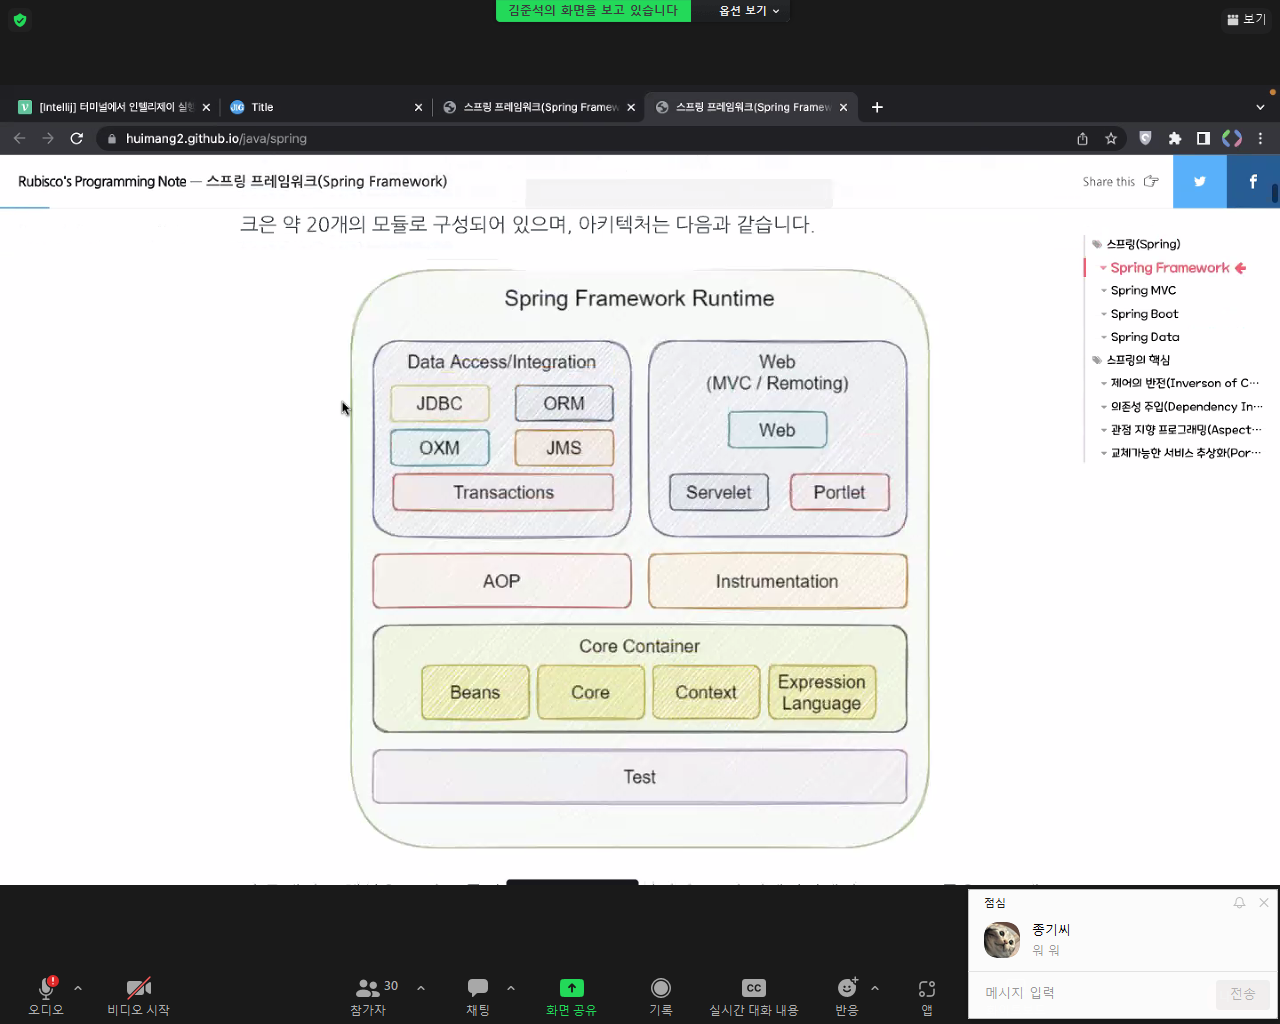 김준석의 화면을 보고 있습니다
옵션 보기
보기
[Intellij] 터미널에서 인텔리제이 실행
Title
스프링 프레임워크(Spring Framew
스프링 프레임워크(Spring Framew
huimang2.github.io/java/spring
Rubisco's Programming Note — 스프링 프레임워크(Spring Framework)
Share this
크은 약 20개의 모듈로 구성되어 있으며, 아키텍처는 다음과 같습니다.
스프링(Spring)
Spring Framework
Spring MVC
Spring Boot
Spring Data
스프링의 핵심
제어의 반전(Inverson of C···
의존성 주입(Dependency In···
관점 지향 프로그래밍(Aspect···
교체가능한 서비스 추상화(Por···
Spring Framework Runtime
Data Access/Integration
JDBC
ORM
OXM
JMS
Transactions
Web
(MVC / Remoting)
Web
Servelet
Portlet
AOP
Instrumentation
Core Container
Beans
Core
Context
Expression
Language
Test
점심
종기씨
워 워
메시지 입력
전송
오디오
비디오 시작
30
참가자
채팅
화면 공유
기록
CC
실시간 대화 내용
반응
앱